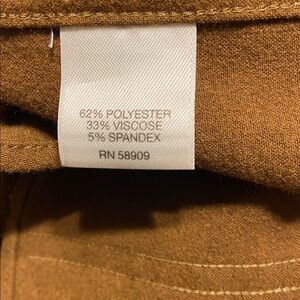 62% POLYESTER
33% VISCOSE
5% SPANDEX
RN 58909